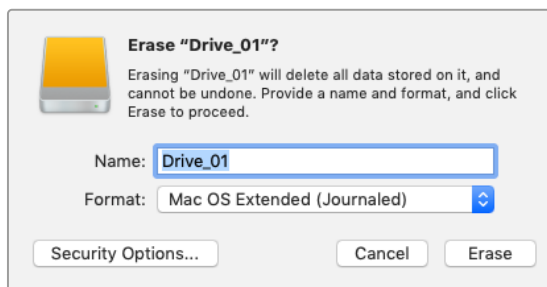 Erase “Drive_01”?
Erasing “Drive_01” will delete all data stored on it, and
cannot be undone. Provide a name and format, and click
Erase to proceed.
Name: Drive_01
Format: Mac OS Extended (Journaled)
Security Options... Cancel Erase